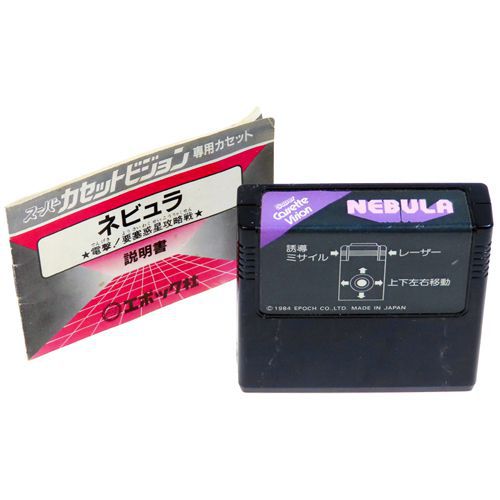 スーパー カセットビジョン 専用カセット
ネビュラ
★電撃!要塞惑星攻略戦★
説明書
エポック社
Super
Cassette
Vision
NEBULA
誘導
ミサイル
レーザー
上下左右移動
©1984 EPOCH CO.,LTD. MADE IN JAPAN